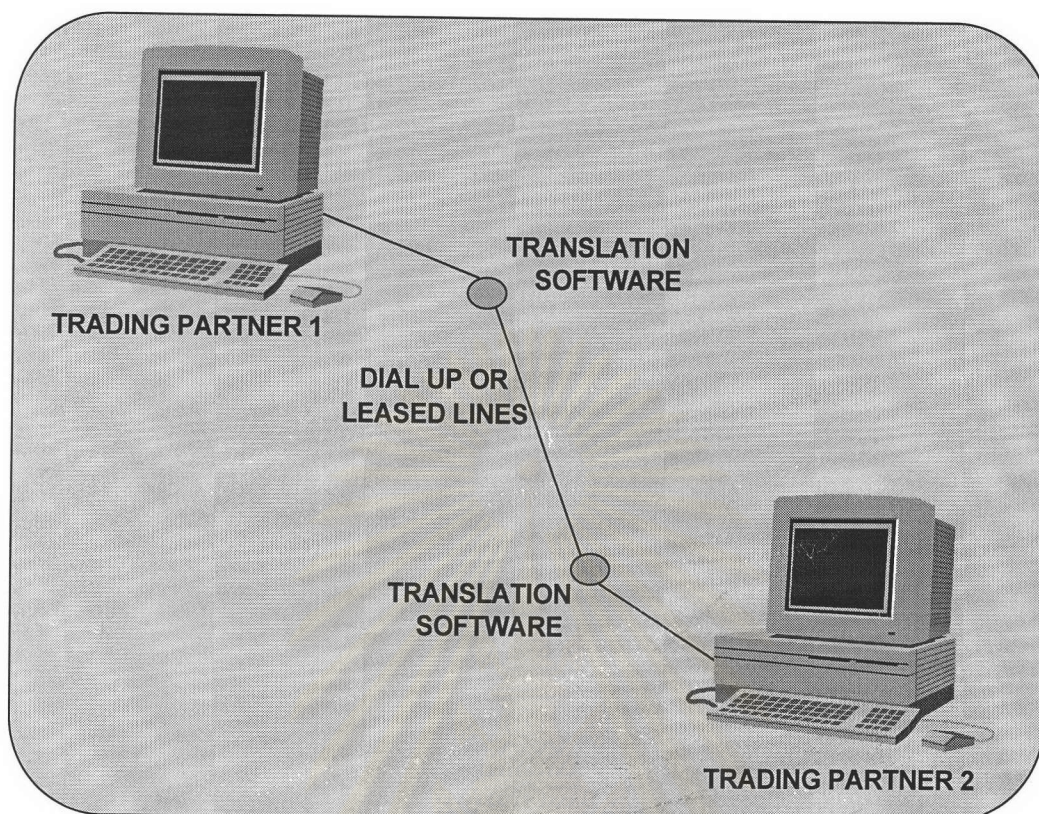 TRANSLATION
SOFTWARE
TRADING PARTNER 1
DIAL UP OR
LEASED LINES
TRANSLATION
SOFTWARE
TRADING PARTNER 2